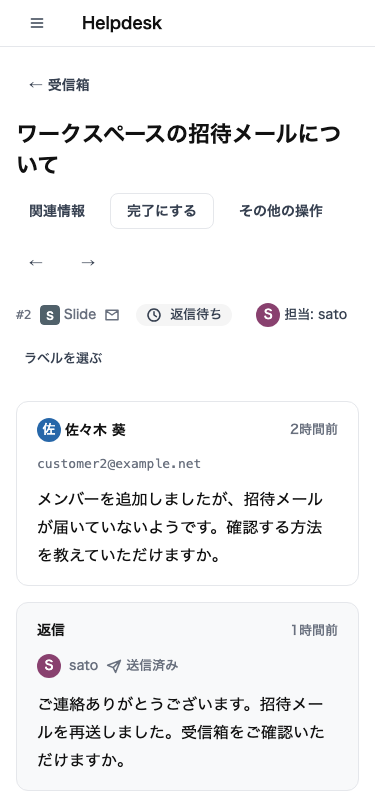 Helpdesk
← 受信箱
ワークスペースの招待メールにつ
いて
関連情報 完了にする その他の操作
← →
#2 S Slide 返信待ち S 担当: sato
ラベルを選ぶ
佐 佐々木 葵 2時間前
customer2@example.net
メンバーを追加しましたが、招待メール
が届いていないようです。確認する方法
を教えていただけますか。
返信 1時間前
S sato 送信済み
ご連絡ありがとうございます。招待メー
ルを再送しました。受信箱をご確認いた
だけますか。